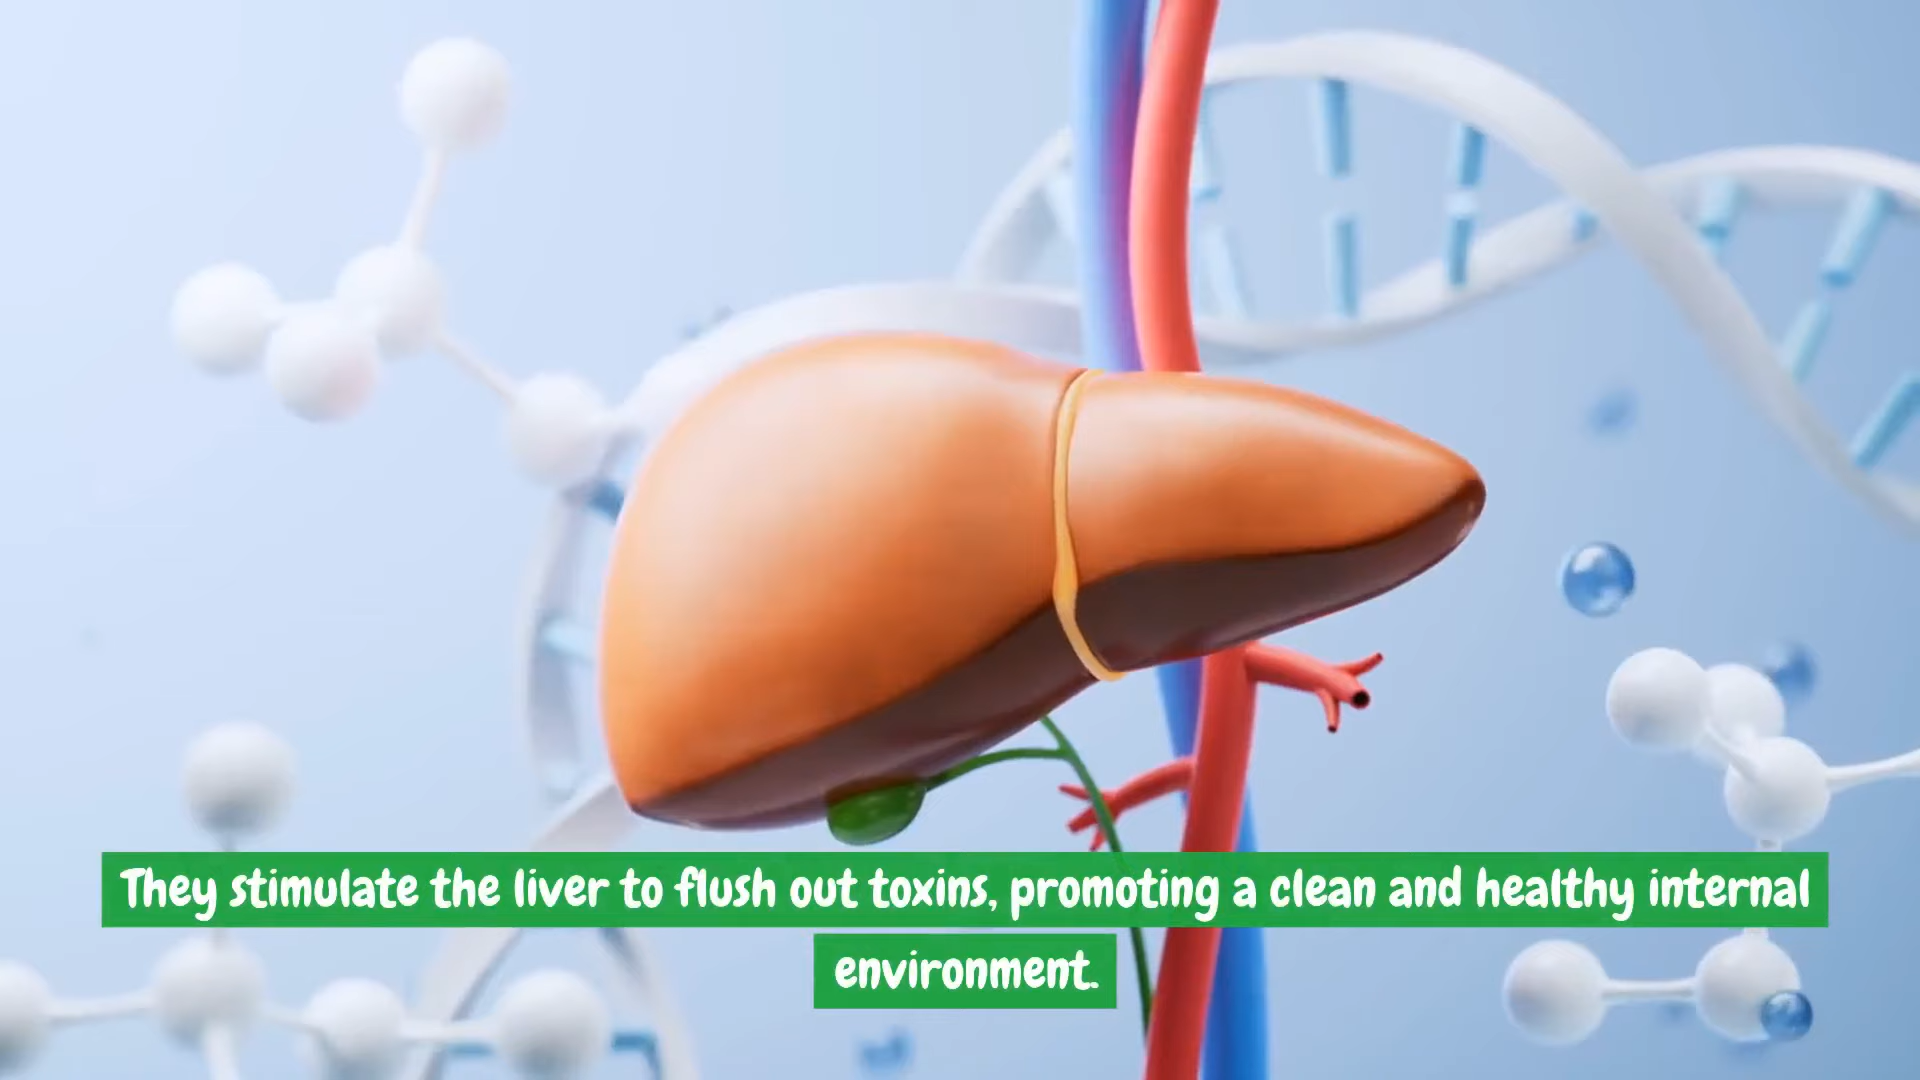 They stimulate the liver to flush out toxins, promoting a clean and healthy internal
environment.